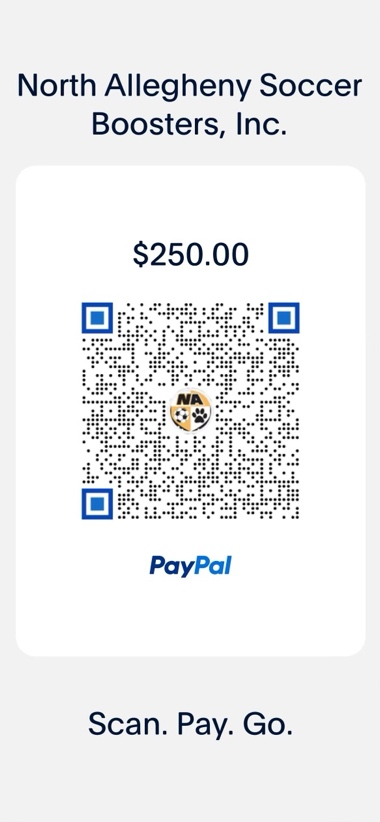 North Allegheny Soccer
Boosters, Inc.
$250.00
NA
PayPal
Scan. Pay. Go.